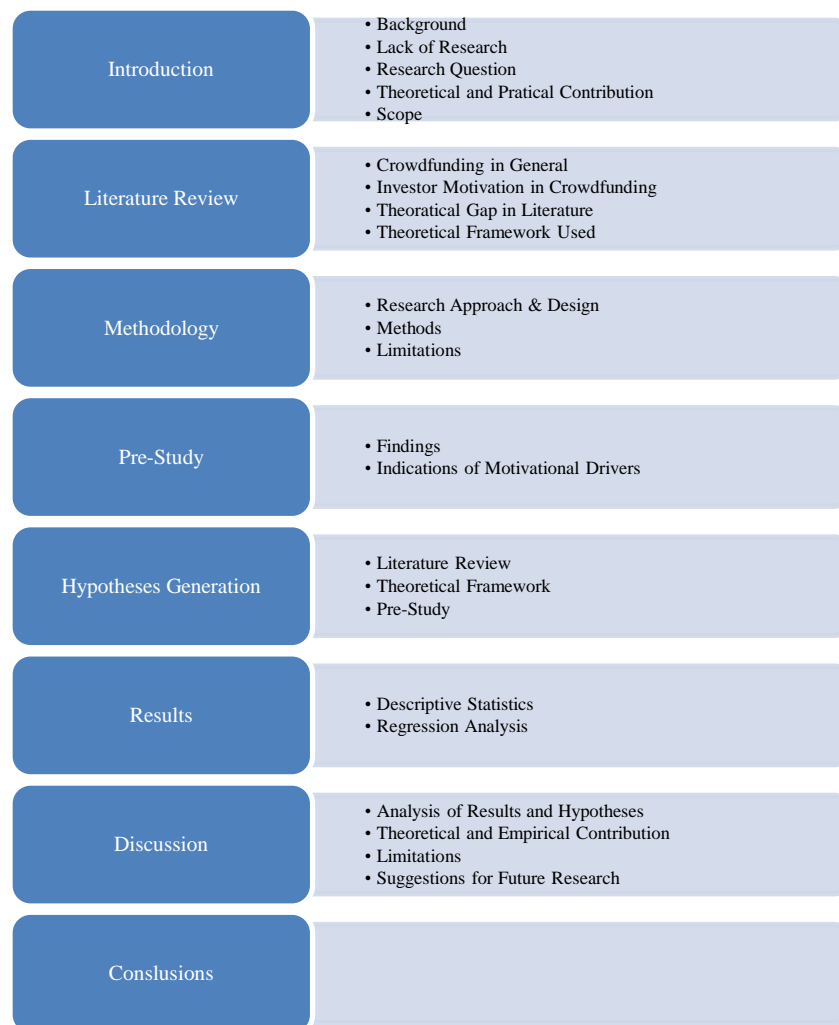 Introduction
• Background
• Lack of Research
• Research Question
• Theoretical and Pratical Contribution
• Scope
Literature Review
• Crowdfunding in General
• Investor Motivation in Crowdfunding
• Theoratical Gap in Literature
• Theoretical Framework Used
Methodology
• Research Approach & Design
• Methods
• Limitations
Pre-Study
• Findings
• Indications of Motivational Drivers
Hypotheses Generation
• Literature Review
• Theoretical Framework
• Pre-Study
Results
• Descriptive Statistics
• Regression Analysis
Discussion
• Analysis of Results and Hypotheses
• Theoretical and Empirical Contribution
• Limitations
• Suggestions for Future Research
Conslusions